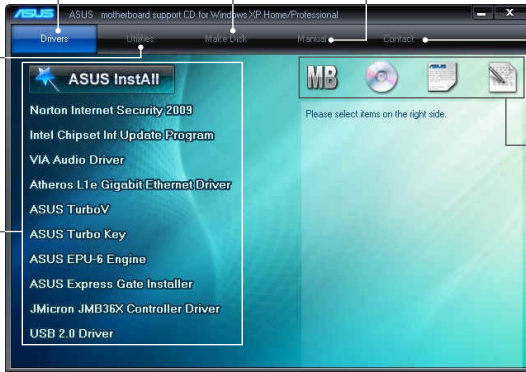 ASUS ASUS motherboard support CD for Windows XP Home/Professional
Drivers Utilities Make Disk Manual Contact
ASUS InstAll
MB
Norton Internet Security 2009
Please select items on the right side.
Intel Chipset Inf Update Program
VIA Audio Driver
Atheros L1e Gigabit Ethernet Driver
ASUS TurboV
ASUS Turbo Key
ASUS EPU-6 Engine
ASUS Express Gate Installer
JMicron JMB36X Controller Driver
USB 2.0 Driver